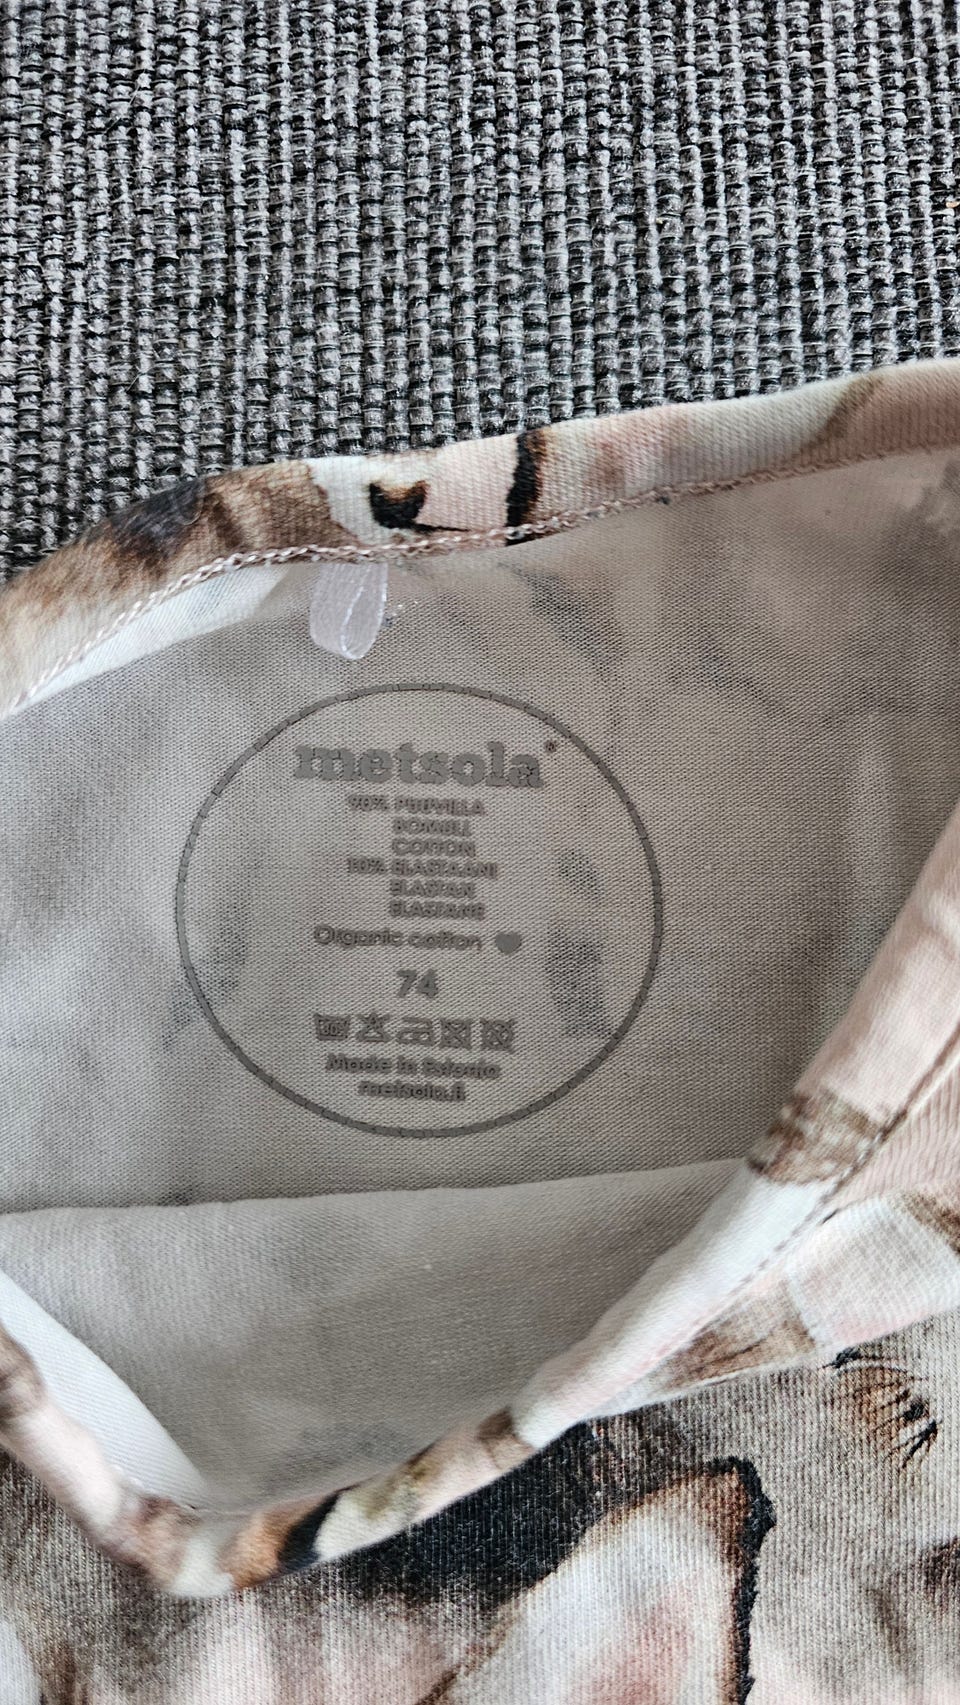 metsola®
90% PUUVILLA
BOMULL
COTTON
10% ELASTAANI
ELASTAN
ELASTANE
Organic cotton
74
Made in Estonia
metsola.fi